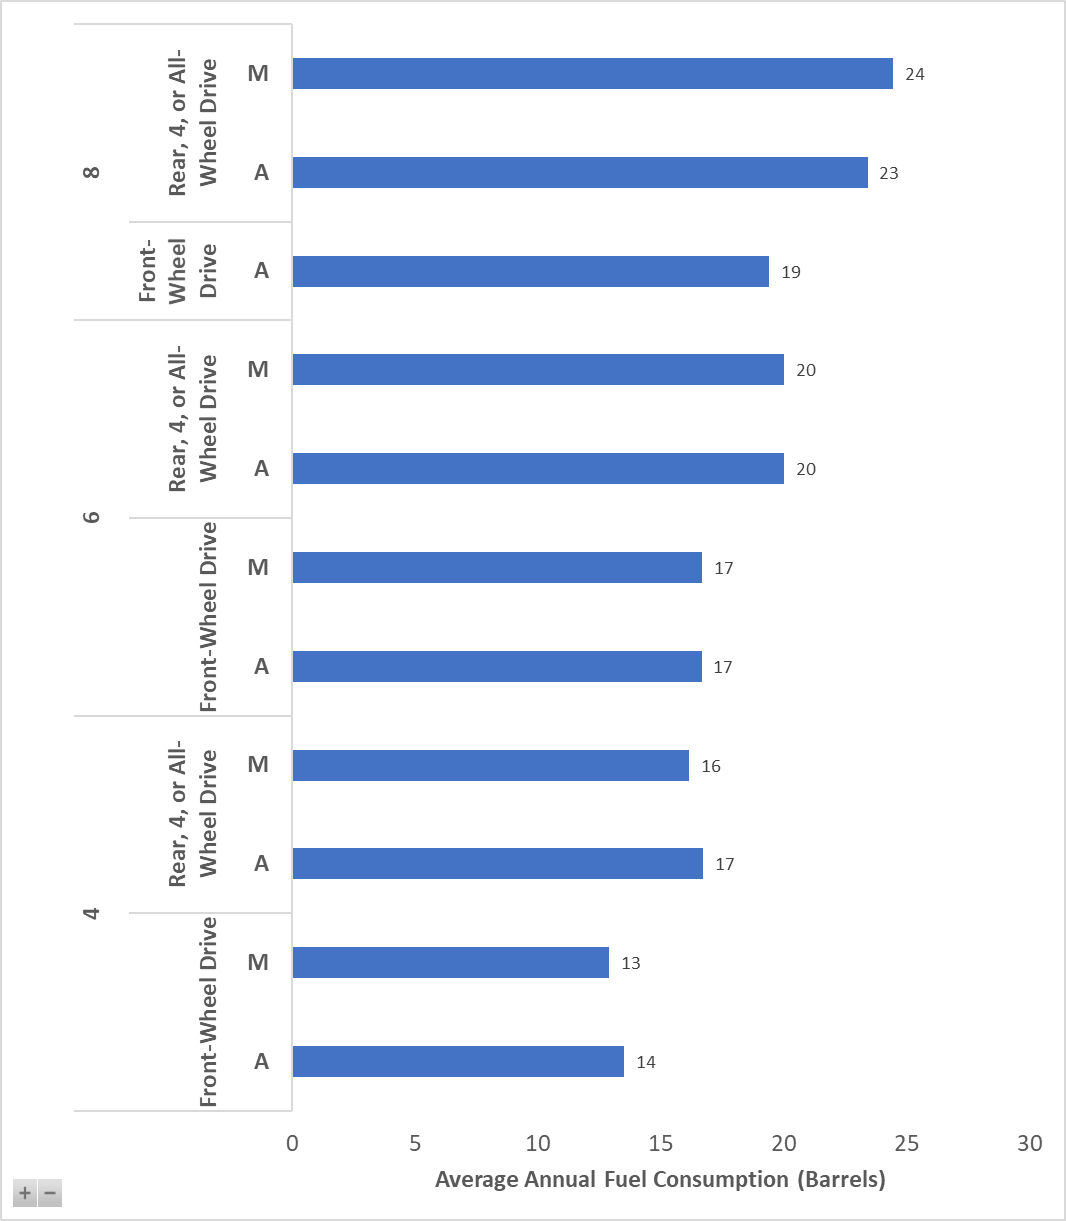 8
Rear, 4, or All-
Wheel Drive
M
24
A
23
Front-
Wheel
Drive
A
19
6
Rear, 4, or All-
Wheel Drive
M
20
A
20
Front-Wheel Drive
M
17
A
17
4
Rear, 4, or All-
Wheel Drive
M
16
A
17
Front-Wheel Drive
M
13
A
14
0 5 10 15 20 25 30
Average Annual Fuel Consumption (Barrels)
+ −